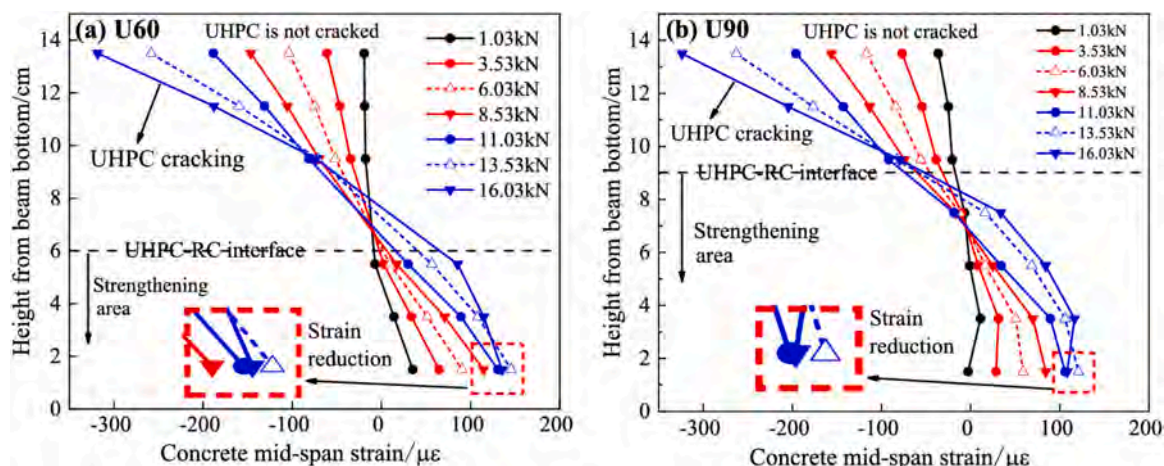 (a) U60
UHPC is not cracked
1.03kN
3.53kN
6.03kN
8.53kN
11.03kN
13.53kN
16.03kN
UHPC cracking
UHPC-RC interface
Strengthening
area
Strain
reduction
Height from beam bottom/cm
14
12
10
8
6
4
2
0
-300
-200
-100
0
100
200
Concrete mid-span strain/με
(b) U90
UHPC is not cracked
1.03kN
3.53kN
6.03kN
8.53kN
11.03kN
13.53kN
16.03kN
UHPC cracking
UHPC-RC interface
Strengthening
area
Strain
reduction
Height from beam bottom/cm
14
12
10
8
6
4
2
0
-300
-200
-100
0
100
200
Concrete mid-span strain/με